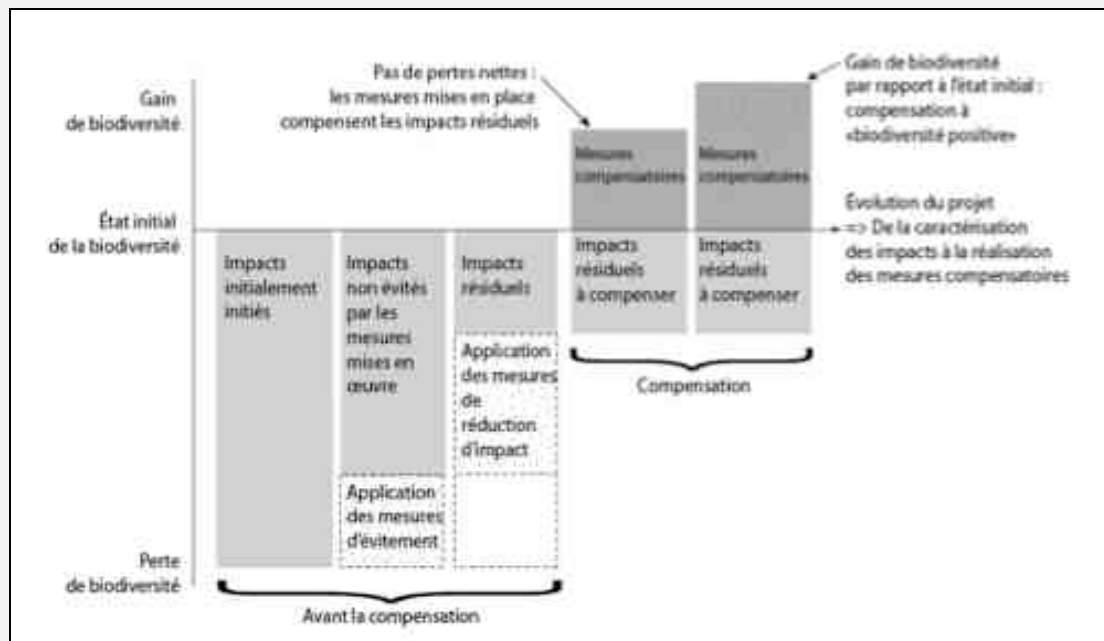 Gain
de biodiversité
Pas de pertes nettes :
les mesures mises en place
compensent les impacts résiduels
Gain de biodiversité
par rapport à l'état initial :
compensation à
«biodiversité positive»
Mesures
compensatoires
Mesures
compensatoires
État initial
de la biodiversité
Évolution du projet
=> De la caractérisation
des impacts à la réalisation
des mesures compensatoires
Impacts
initialement
initiés
Impacts
non évités
par les
mesures
mises en
œuvre
Impacts
résiduels
Impacts
résiduels
à compenser
Impacts
résiduels
à compenser
Application
des mesures
de
réduction
d'impact
Compensation
Application
des mesures
d'évitement
Perte
de biodiversité
Avant la compensation